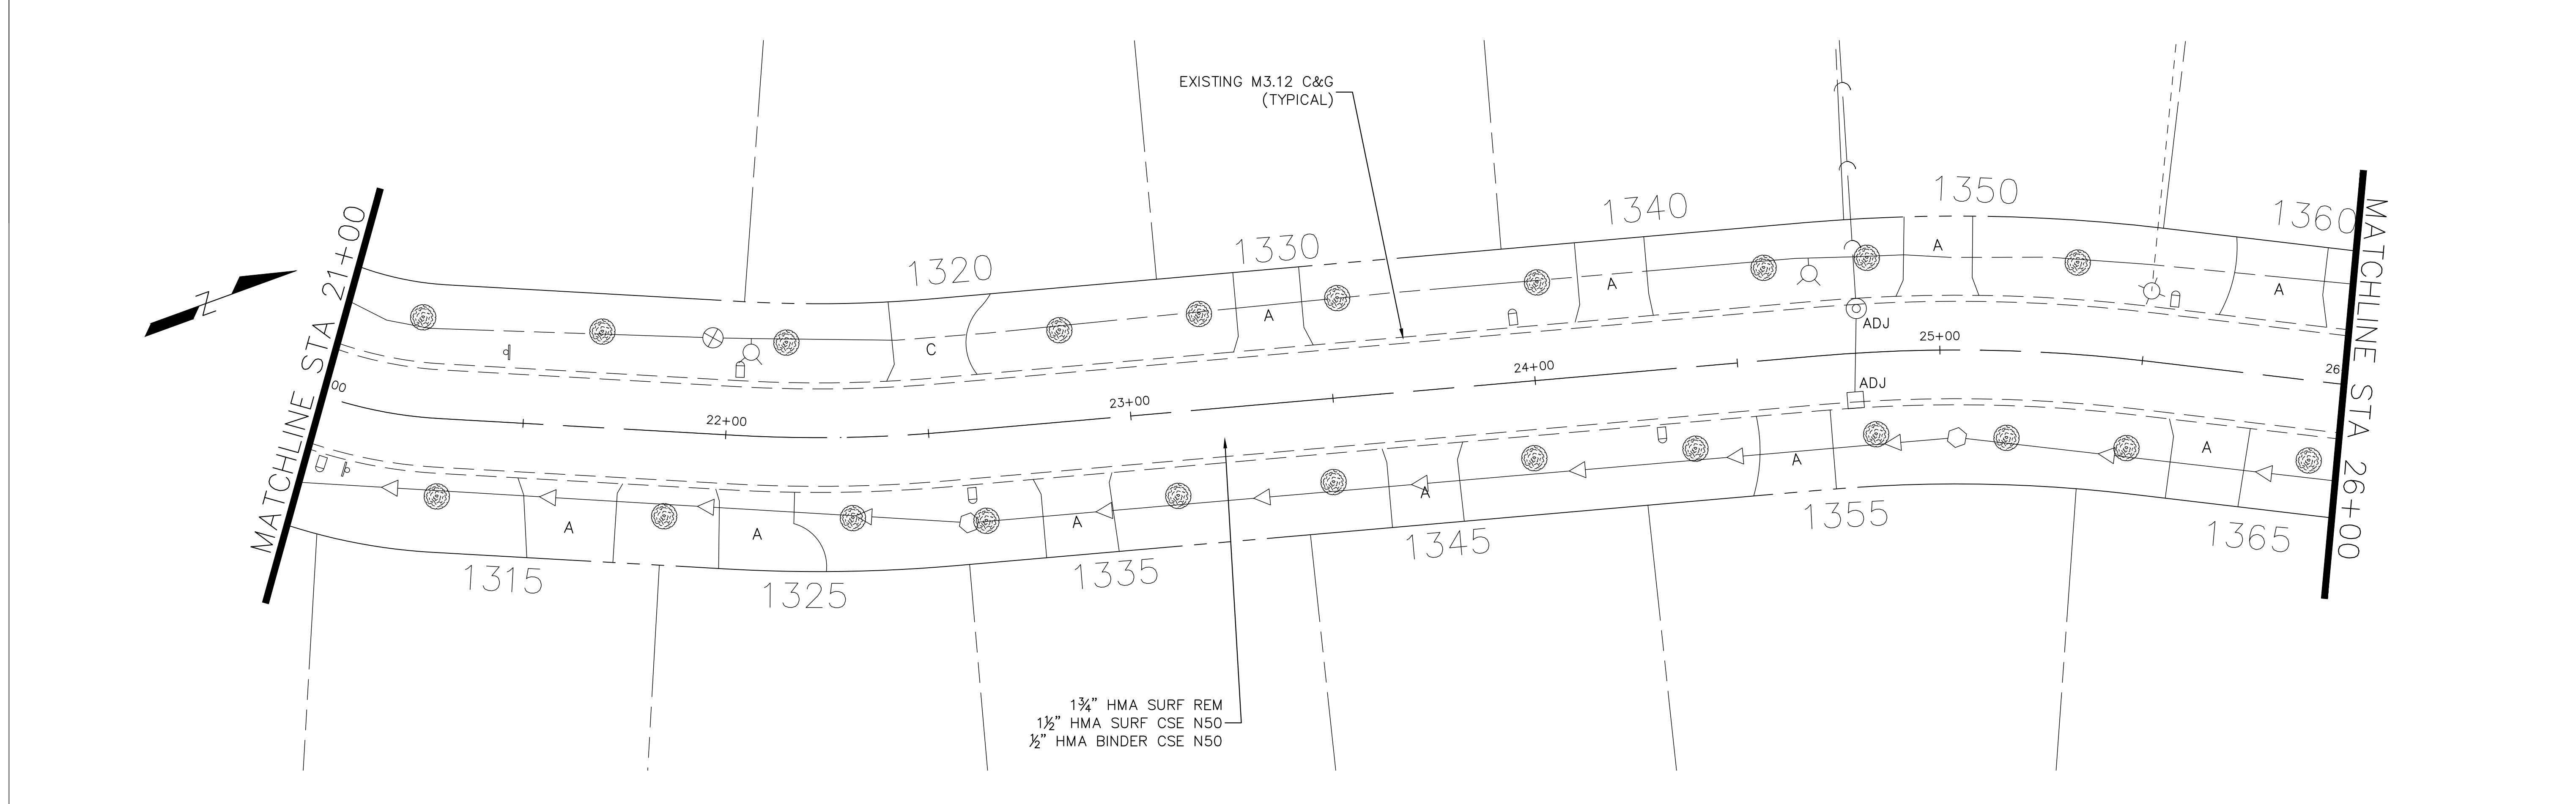 EXISTING M3.12 C&G
(TYPICAL)
1320
1330
1340
1350
1360
MATCHLINE STA 21+00
MATCHLINE STA 26+00
N
A
A
A
A
C
ADJ
ADJ
00
22+00
23+00
24+00
25+00
26
A
A
A
A
A
A
1315
1325
1335
1345
1355
1365
1¾" HMA SURF REM
1½" HMA SURF CSE N50
½" HMA BINDER CSE N50